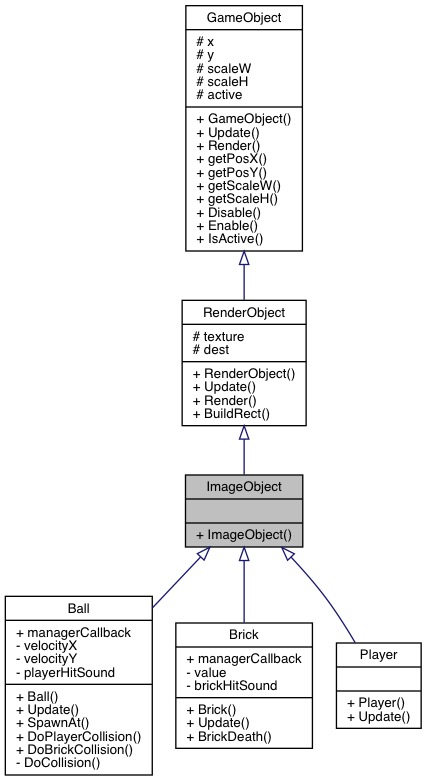 GameObject
# x
# y
# scaleW
# scaleH
# active
+ GameObject()
+ Update()
+ Render()
+ getPosX()
+ getPosY()
+ getScaleW()
+ getScaleH()
+ Disable()
+ Enable()
+ IsActive()
RenderObject
# texture
# dest
+ RenderObject()
+ Update()
+ Render()
+ BuildRect()
ImageObject
+ ImageObject()
Ball
+ managerCallback
- velocityX
- velocityY
- playerHitSound
+ Ball()
+ Update()
+ SpawnAt()
+ DoPlayerCollision()
+ DoBrickCollision()
- DoCollision()
Brick
+ managerCallback
- value
- brickHitSound
+ Brick()
+ Update()
+ BrickDeath()
Player
+ Player()
+ Update()